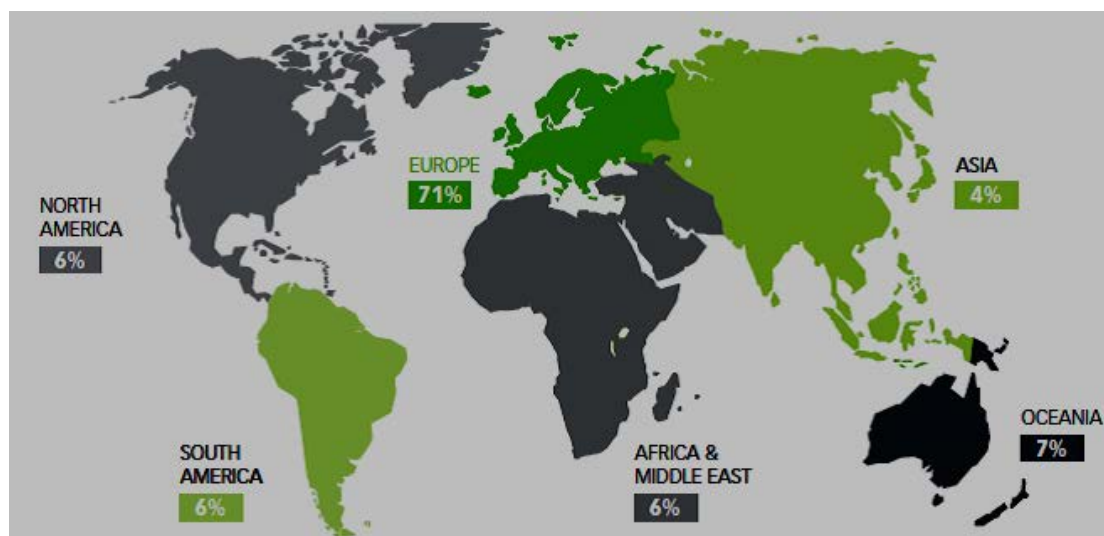 EUROPE
71%
ASIA
4%
NORTH
AMERICA
6%
OCEANIA
7%
SOUTH
AMERICA
6%
AFRICA &
MIDDLE EAST
6%